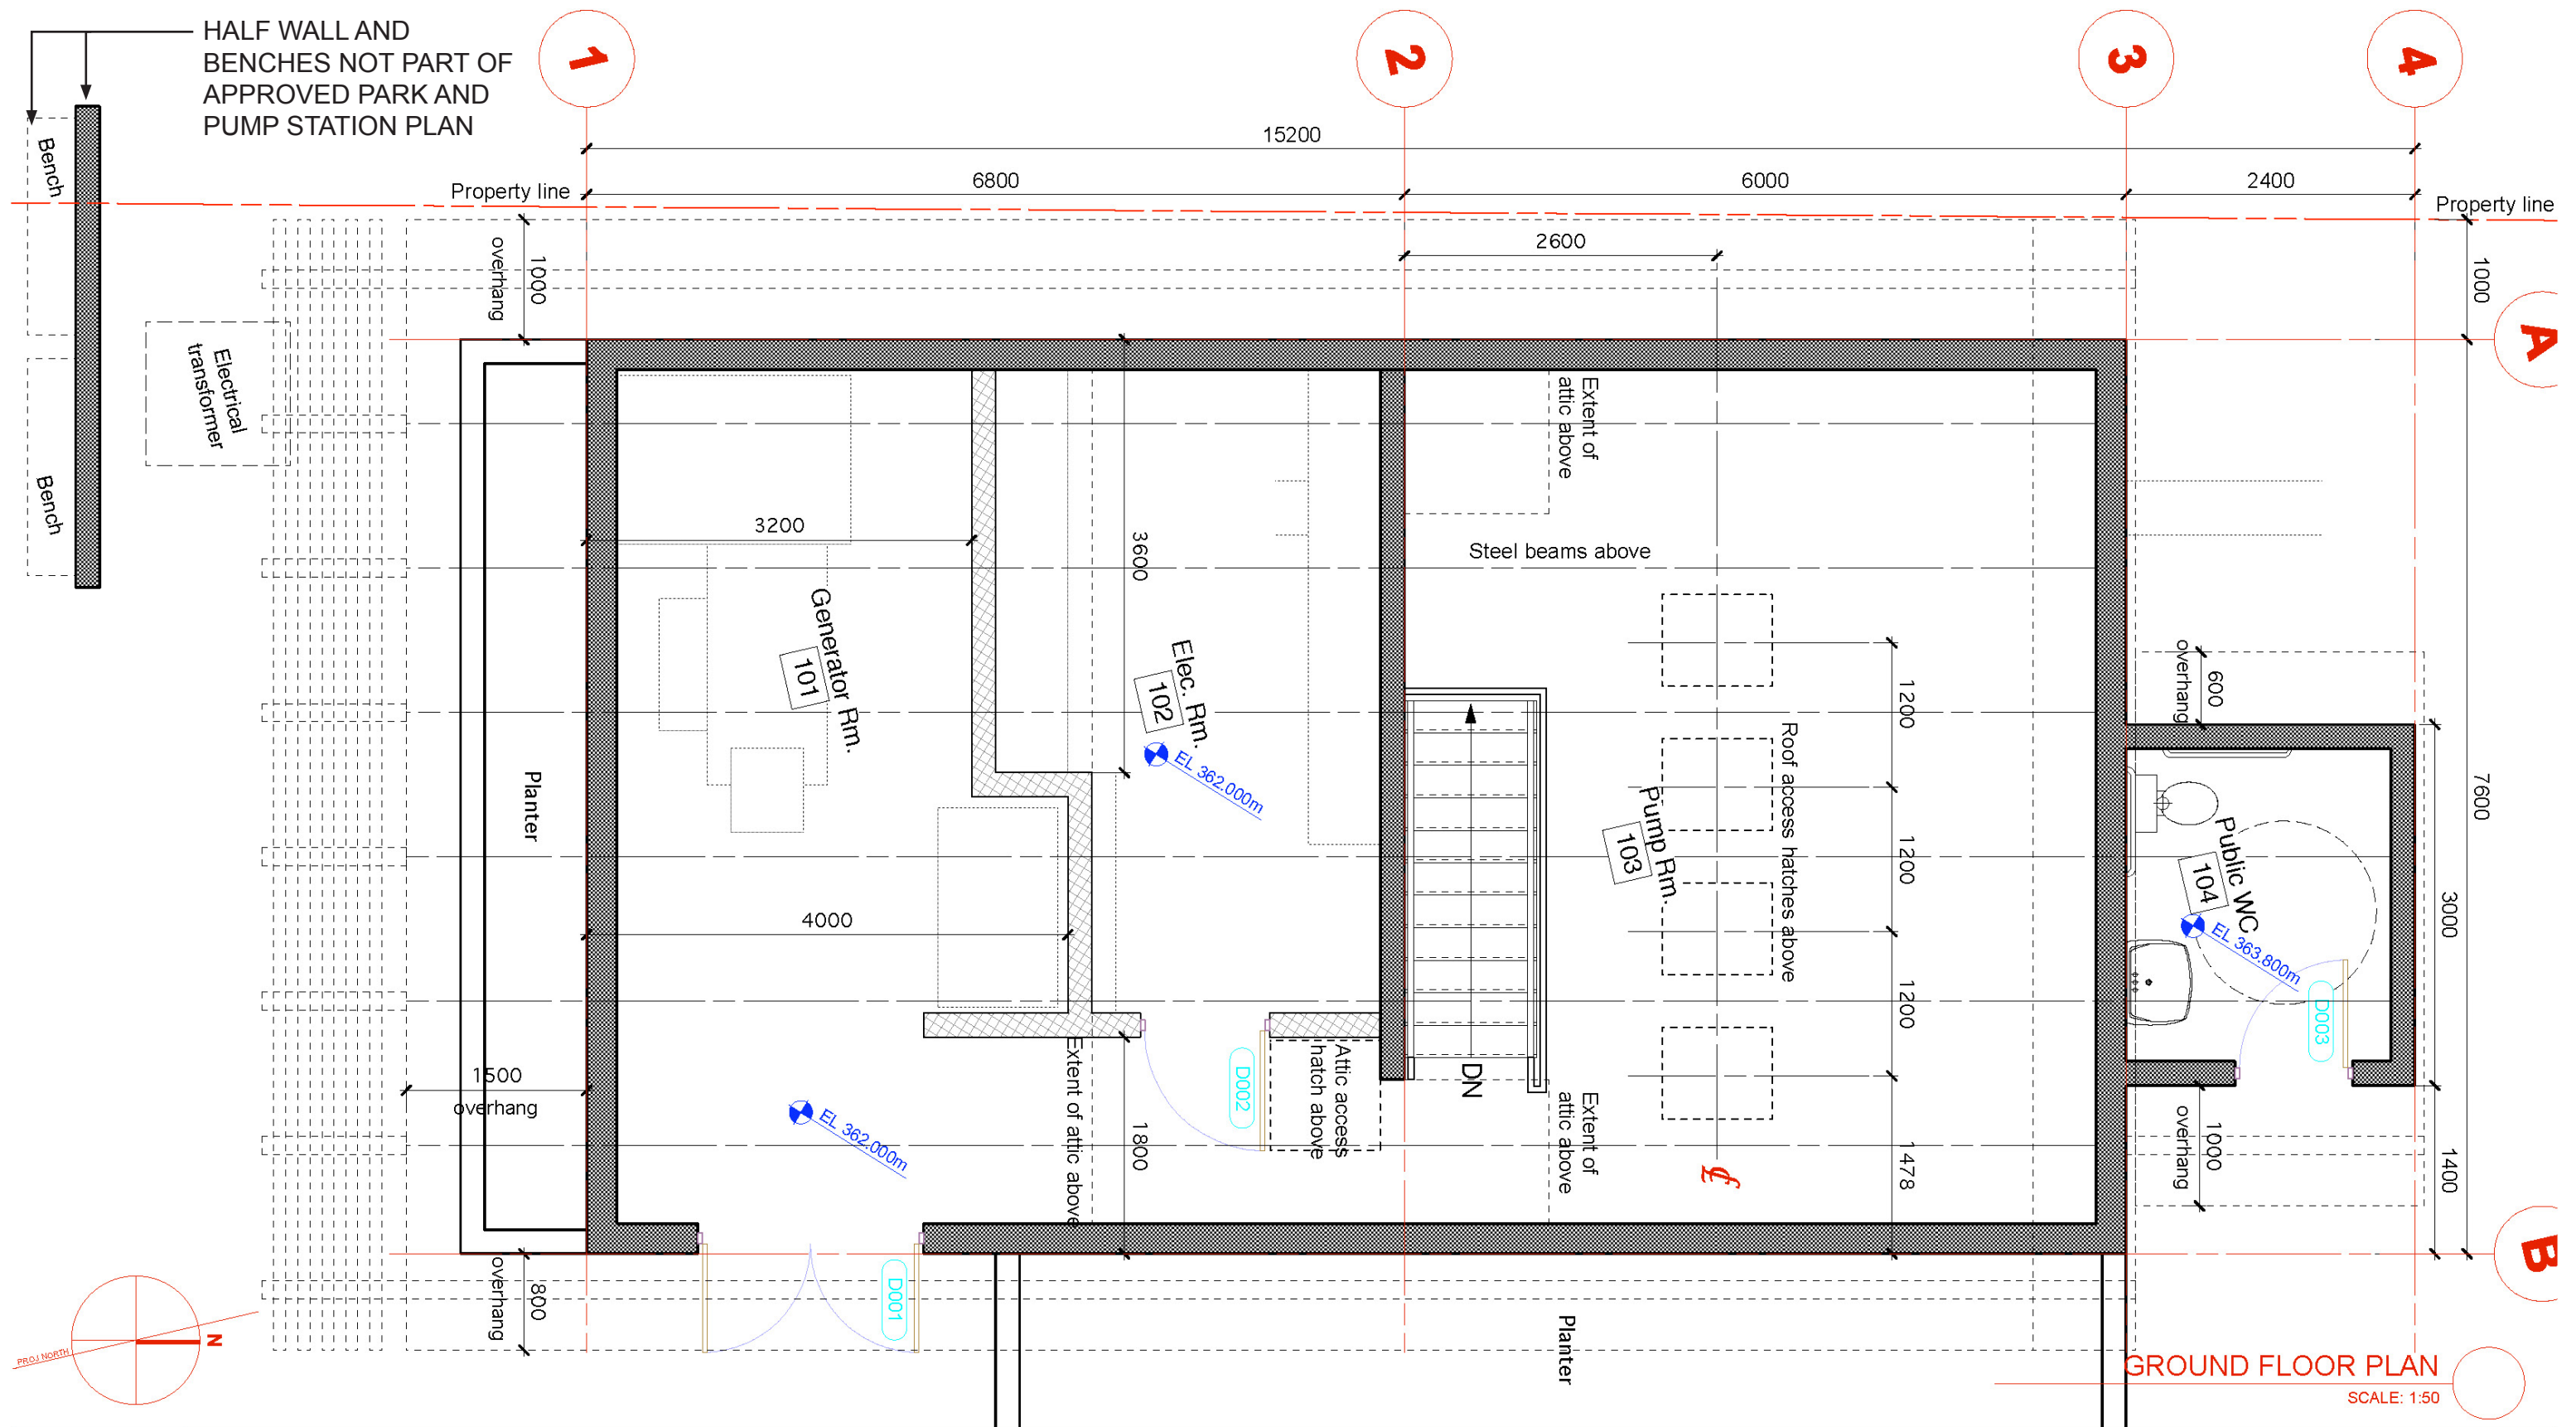 HALF WALL AND
BENCHES NOT PART OF
APPROVED PARK AND
PUMP STATION PLAN
1
2
3
4
15200
6800
6000
2400
Property line
Property line
Bench
Bench
1000
overhang
2600
1000
A
Electrical
transformer
Extent of
attic above
3200
3600
Steel beams above
Generator Rm.
101
Elec. Rm.
102
EL 362.000m
1200
600
overhang
Roof access hatches above
Pump Rm.
103
1200
7600
Planter
Public WC
104
EL 363.800m
4000
3000
1200
D003
1500
overhang
Extent of attic above
D002
Attic access
hatch above
DN
Extent of
attic above
EL 362.000m
1800
1478
1000
overhang
1400
B
800
overhang
D001
Planter
N
PROJ NORTH
GROUND FLOOR PLAN
SCALE: 1:50